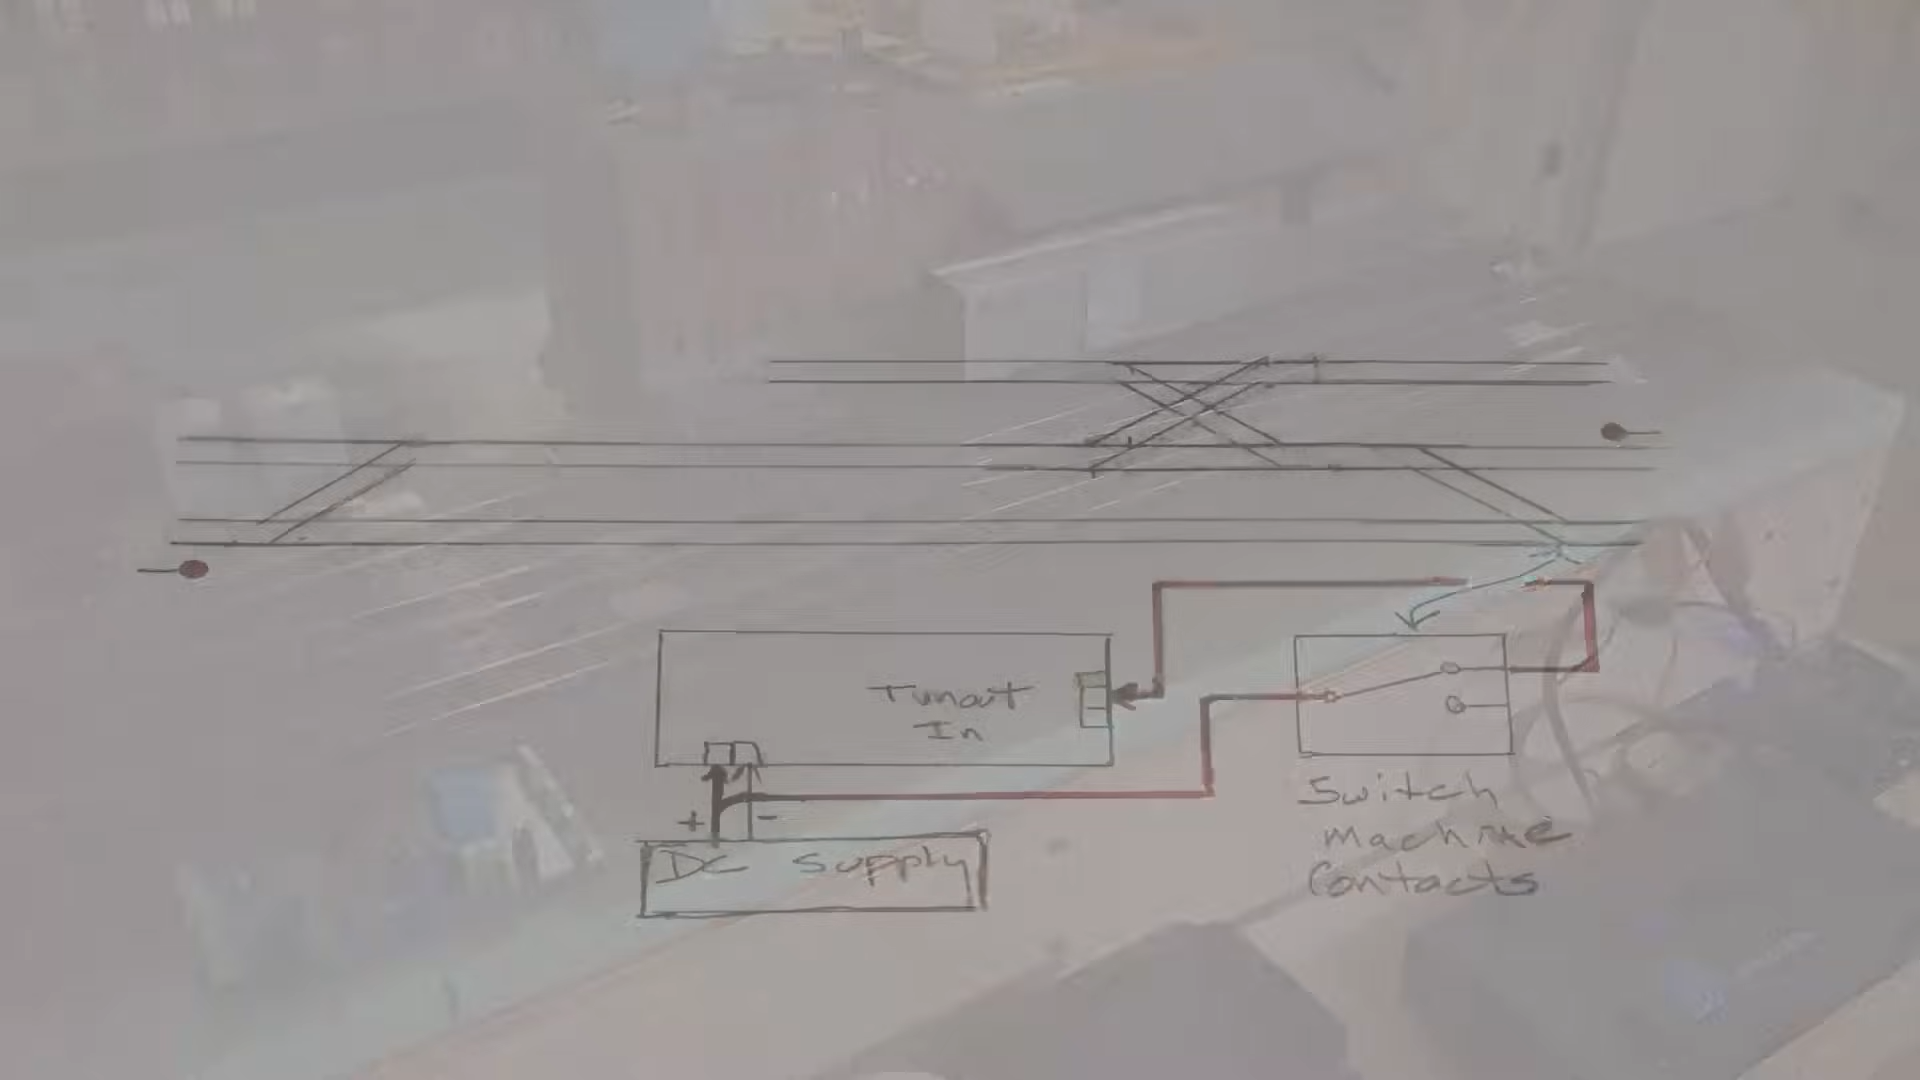 Turnout
In
+ -
DC Supply
Switch
Machine
Contacts